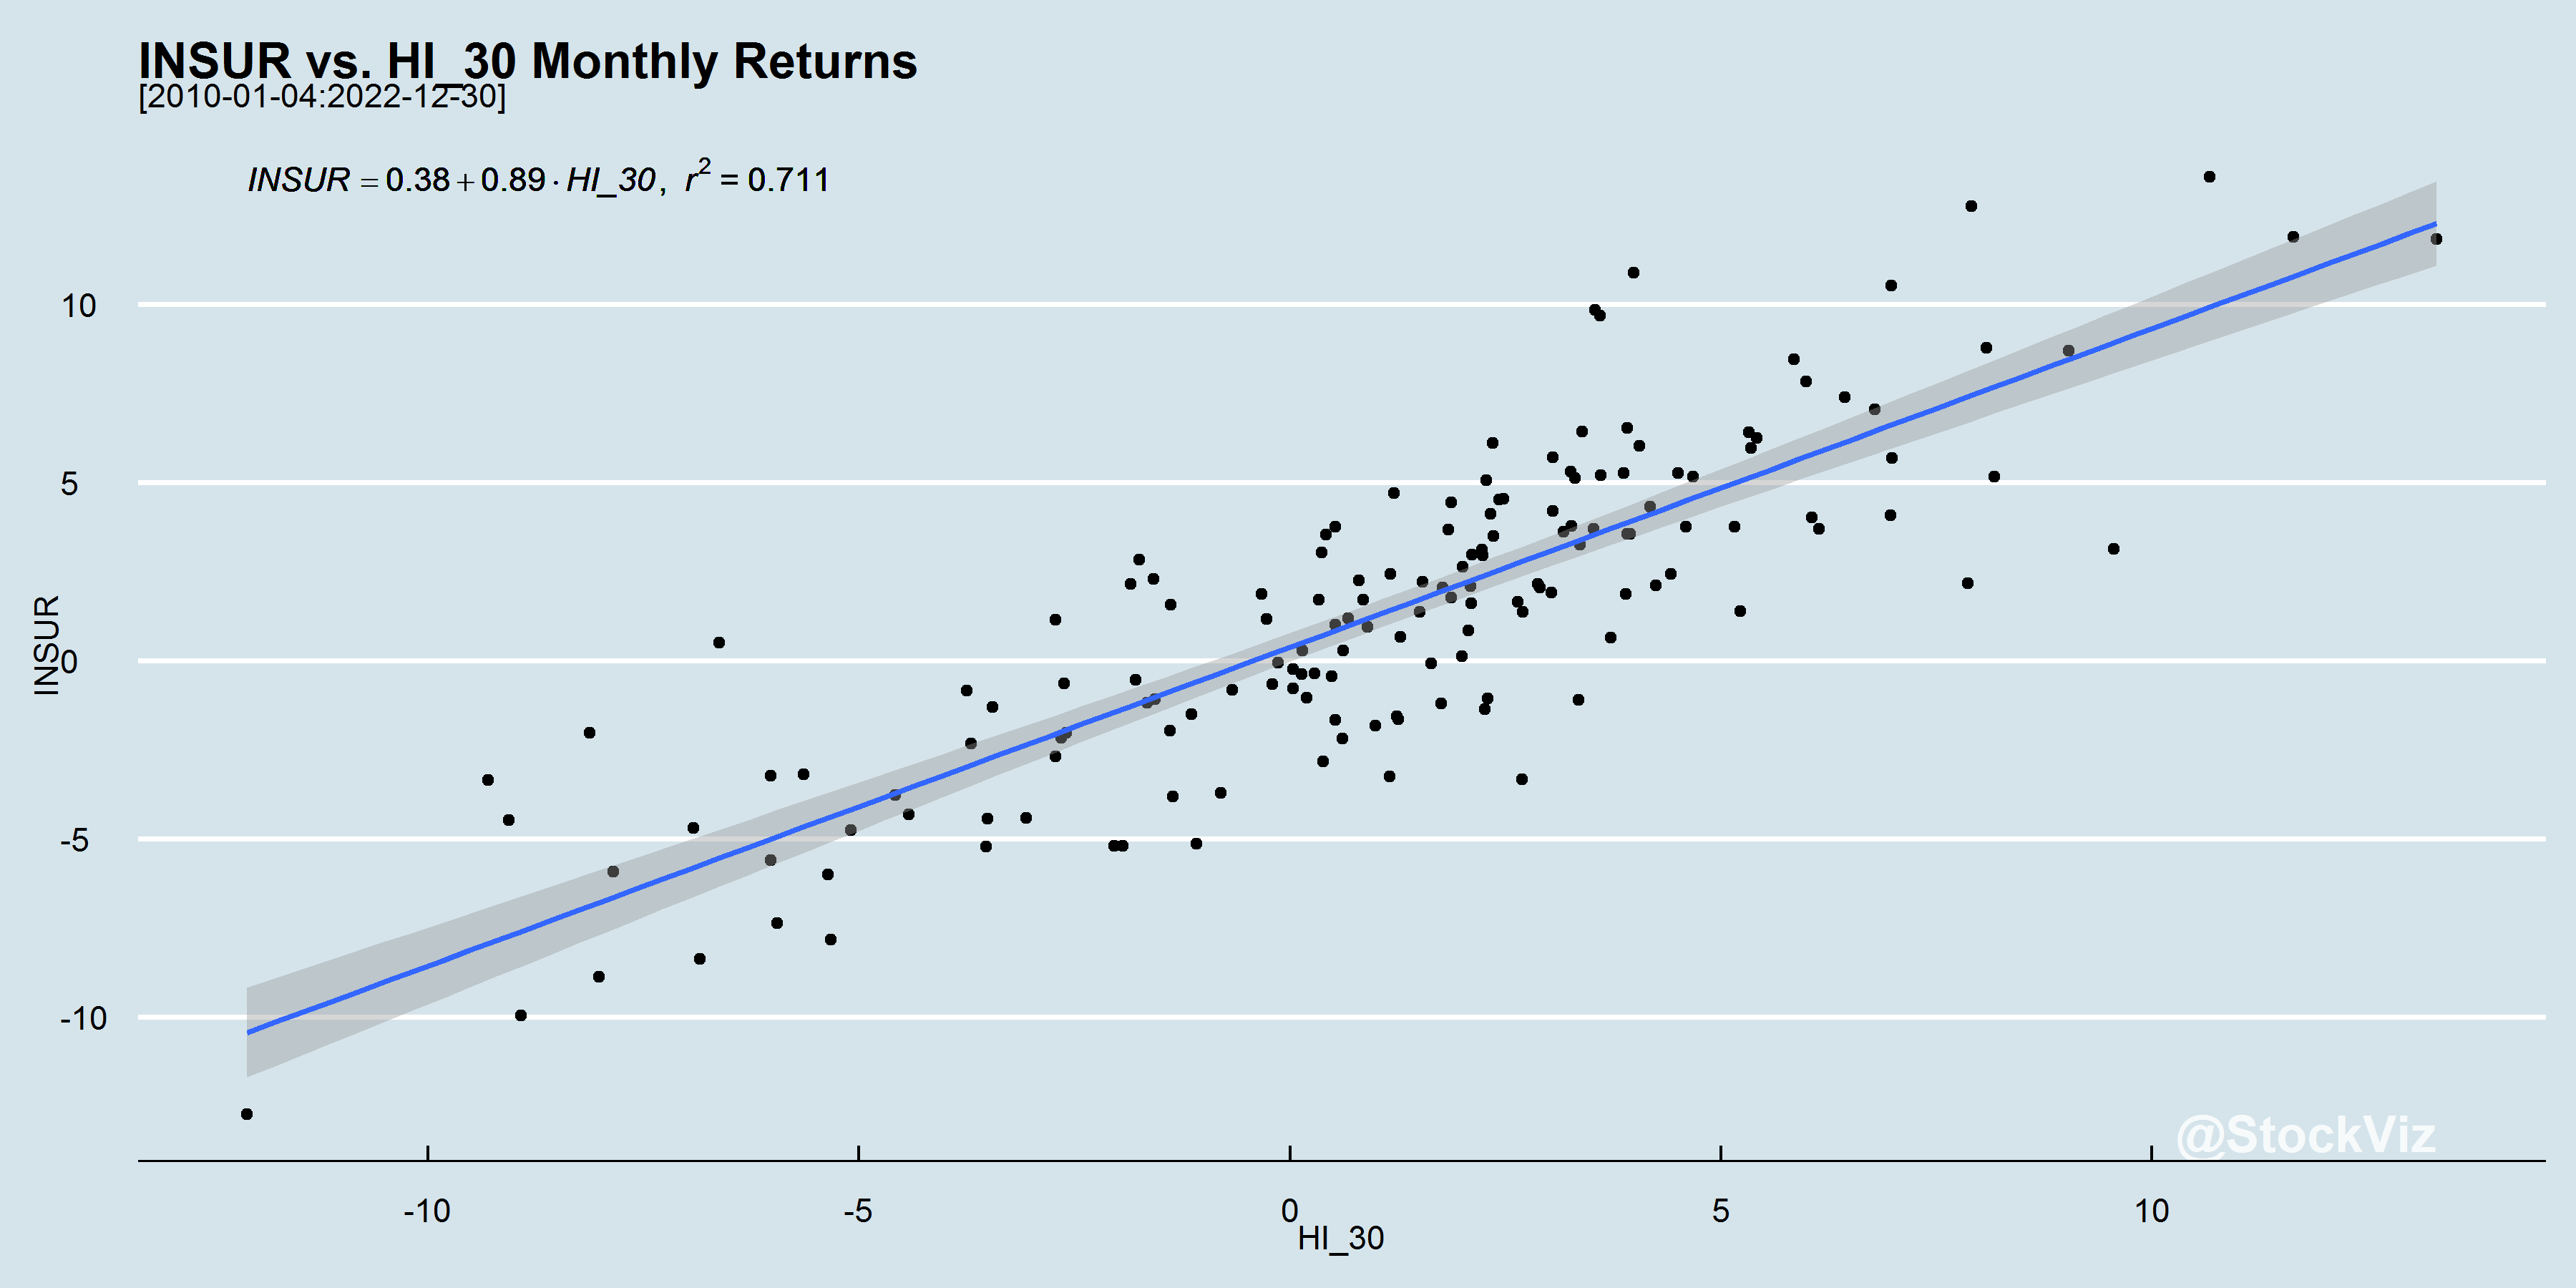 INSUR vs. HI_30 Monthly Returns
[2010-01-04:2022-12-30]
INSUR = 0.38 + 0.89 · HI_30, r² = 0.711
10
5
0
-5
-10
INSUR
@StockViz
-10 -5 0 5 10
HI_30